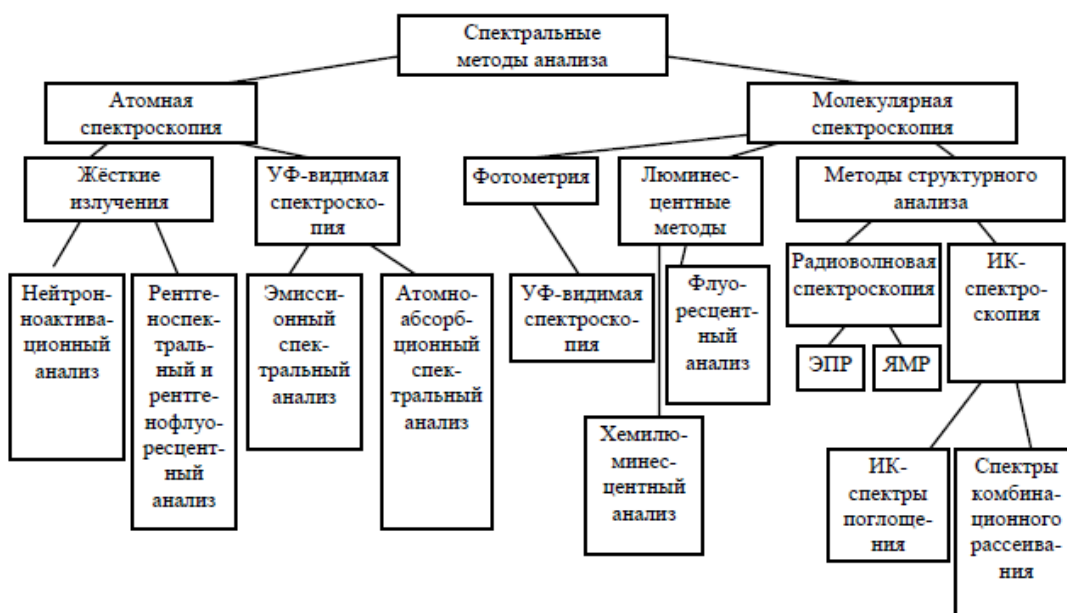 Спектральные
методы анализа
Атомная
спектроскопия
Молекулярная
спектроскопия
Жёсткие
излучения
УФ-видимая
спектроско-
пия
Фотометрия
Люминес-
центные
методы
Методы структурного
анализа
Нейтрон-
ноактива-
ционный
анализ
Рентге-
носпек-
траль-
ный и
рентге-
нофлуо-
ресцент-
ный
анализ
Эмисси-
онный
спек-
тральный
анализ
Атомно-
абсорб-
ционный
спек-
тральный
анализ
УФ-видимая
спектроско-
пия
Флуо-
ресцент-
ный
анализ
Радиоволновая
спектроскопия
ИК-
спектро-
скопия
ЭПР
ЯМР
Хемилю-
минес-
центный
анализ
ИК-
спектры
поглоще-
ния
Спектры
комбина-
ционного
рассеива-
ния